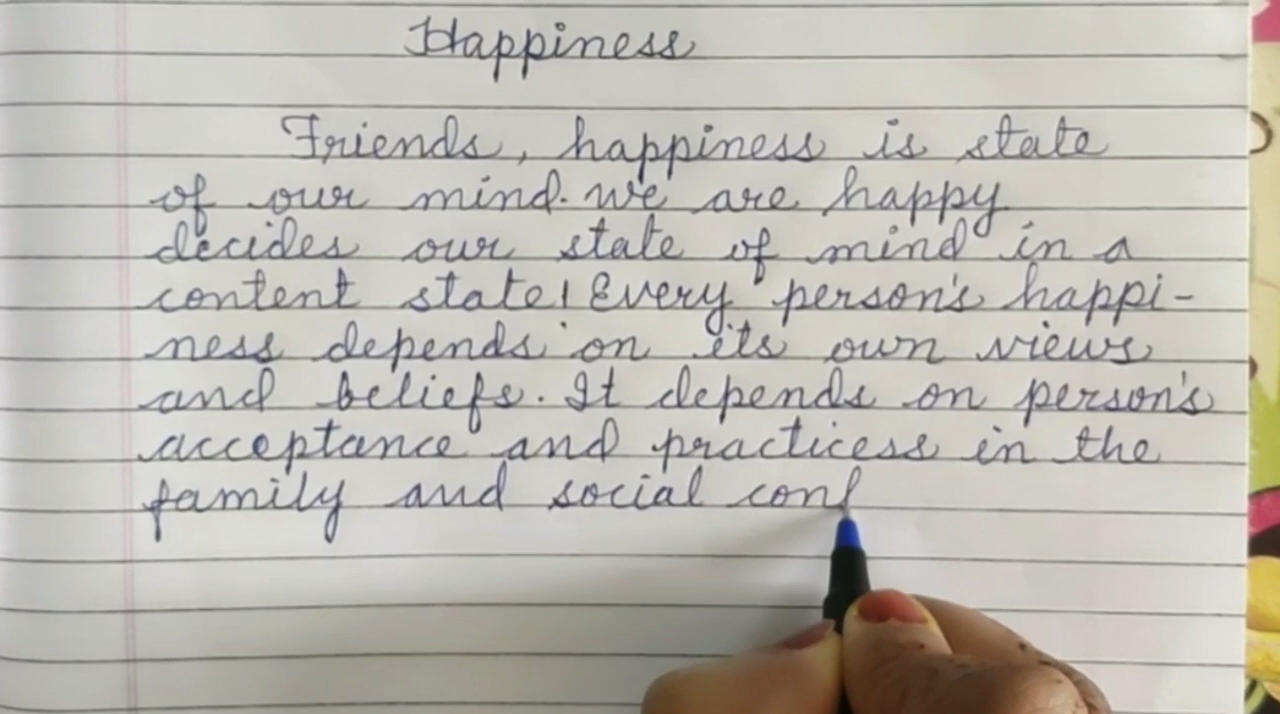 Happiness
Friends, happiness is state
of our mind. we are happy
decides our state of mind in a
content state! Every person's happi-
ness depends on its own views
and beliefs. It depends on person's
acceptance and practicess in the
family and social conf